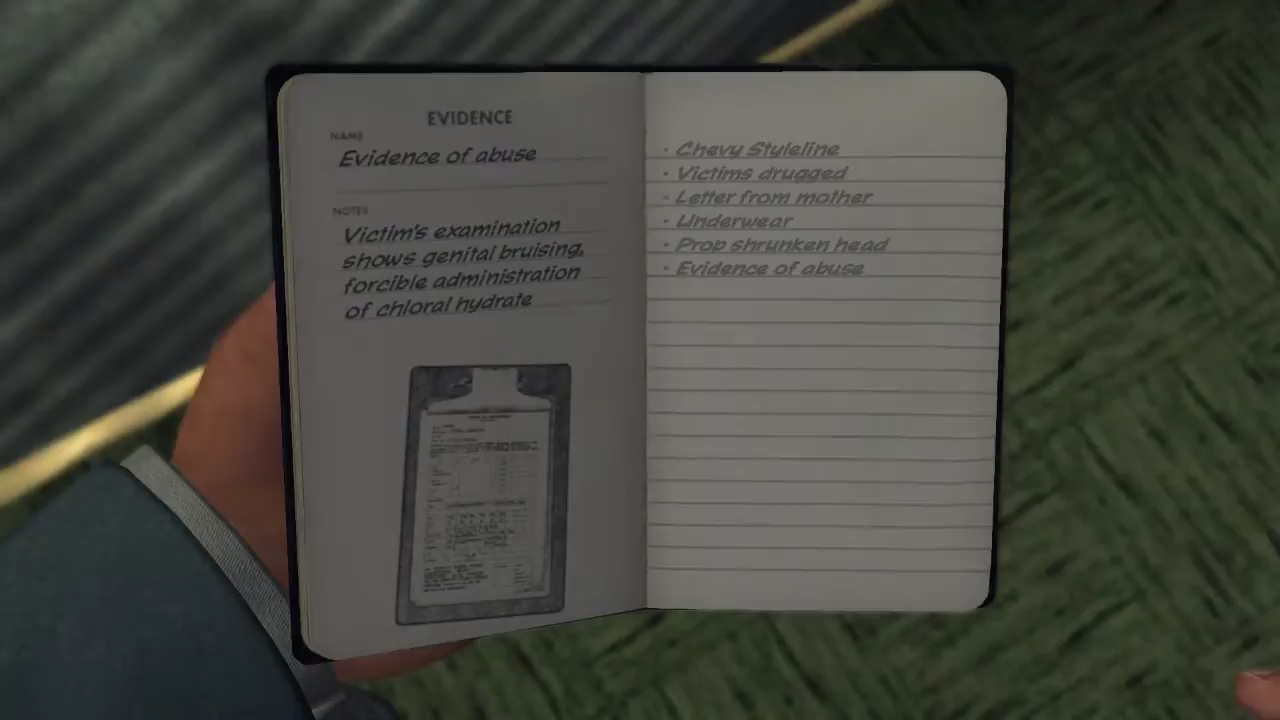 EVIDENCE
NAME
Evidence of abuse
NOTES
Victim's examination
shows genital bruising,
forcible administration
of chloral hydrate
• Chevy Styleline
• Victims drugged
• Letter from mother
• Underwear
• Prop shrunken head
• Evidence of abuse